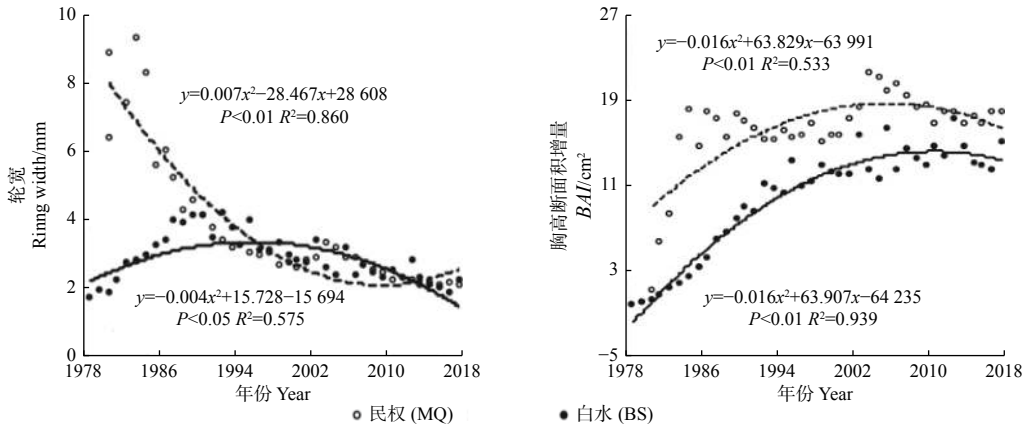 10
8
6
4
2
0
轮宽
Rinng width/mm
y=0.007x²−28.467x+28 608
P<0.01 R²=0.860
y=−0.004x²+15.728−15 694
P<0.05 R²=0.575
1978 1986 1994 2002 2010 2018
年份 Year
27
19
11
3
−5
胸高断面积增量
BAI/cm²
y=−0.016x²+63.829x−63 991
P<0.01 R²=0.533
y=−0.016x²+63.907x−64 235
P<0.01 R²=0.939
1978 1986 1994 2002 2010 2018
年份 Year
民权 (MQ)
白水 (BS)